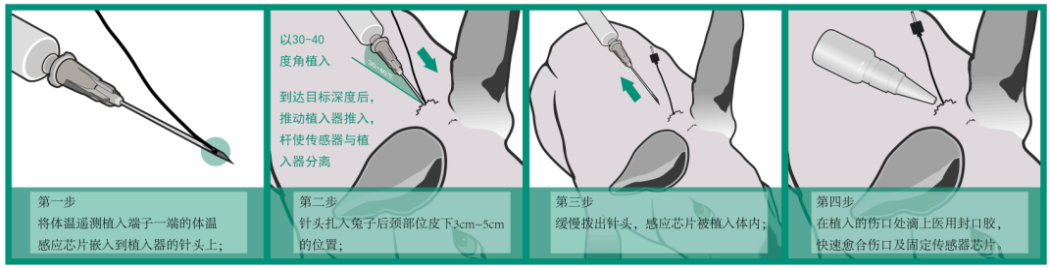 第一步
将体温遥测植入端子一端的体温
感应芯片嵌入到植入器的针头上;
以30-40
度角植入
到达目标深度后，
推动植入器推入，
杆使传感器与植
入器分离
第二步
针头扎入兔子后颈部位皮下3cm-5cm
的位置;
第三步
缓慢拨出针头，感应芯片被植入体内;
第四步
在植入的伤口处滴上医用封口胶，
快速愈合伤口及固定传感器芯片。